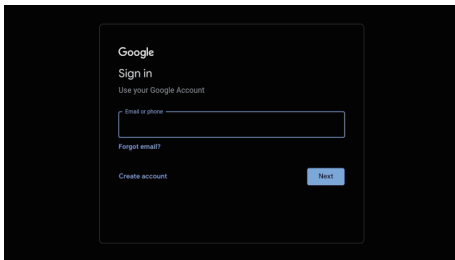 Google
Sign in
Use your Google Account
Email or phone
Forgot email?
Create account
Next